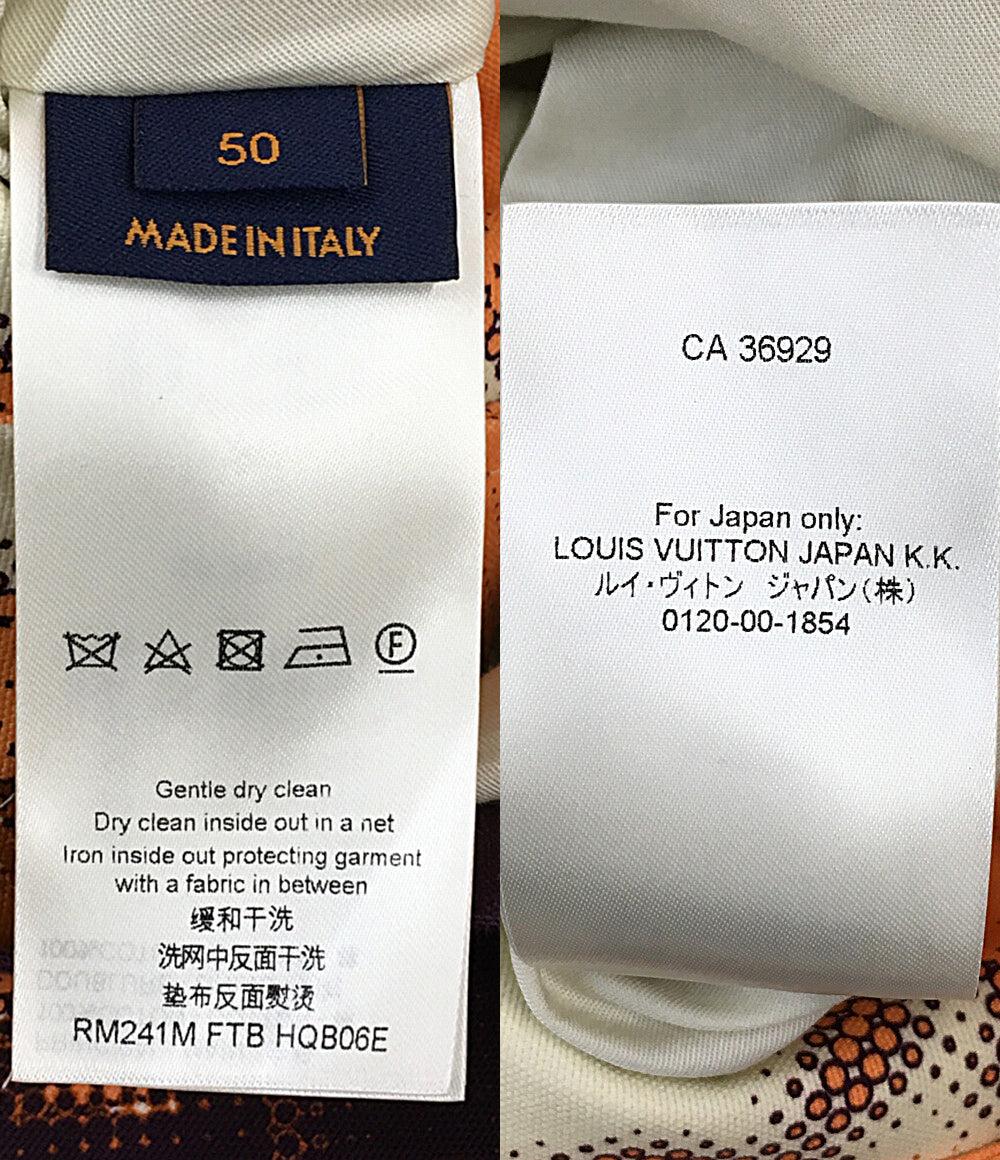 50
MADE IN ITALY
F
Gentle dry clean
Dry clean inside out in a net
Iron inside out protecting garment
with a fabric in between
缓和干洗
洗网中反面干洗
垫布反面熨烫
RM241M FTB HQB06E
CA 36929
For Japan only:
LOUIS VUITTON JAPAN K.K.
ルイ・ヴィトン ジャパン(株)
0120-00-1854